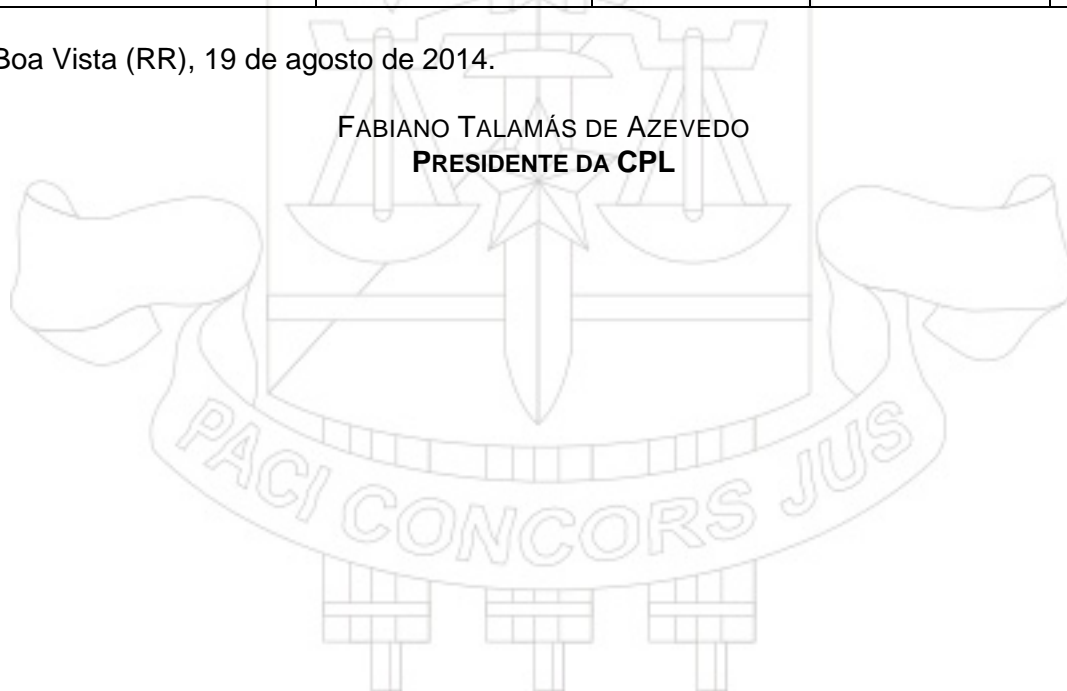 Boa Vista (RR), 19 de agosto de 2014.
FABIANO TALAMÁS DE AZEVEDO
PRESIDENTE DA CPL
PACI CONCORS JUS